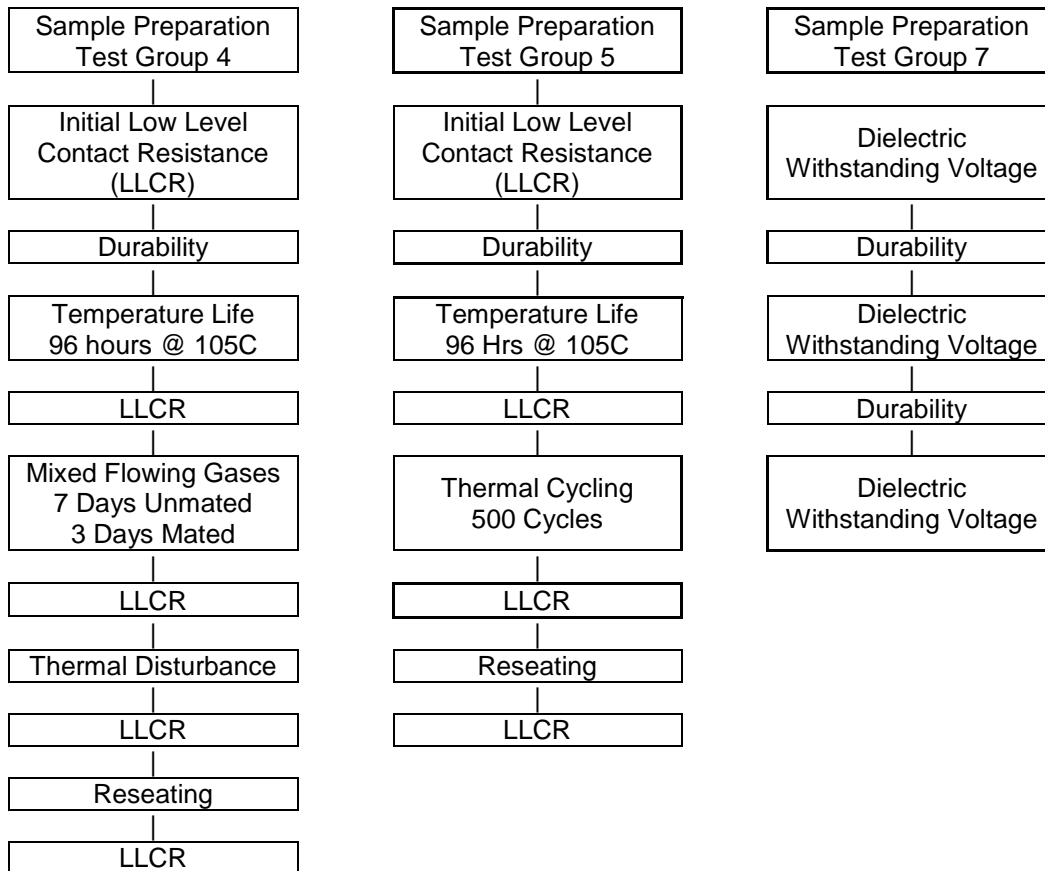 Sample Preparation
Test Group 4
Initial Low Level
Contact Resistance
(LLCR)
Durability
Temperature Life
96 hours @ 105C
LLCR
Mixed Flowing Gases
7 Days Unmated
3 Days Mated
LLCR
Thermal Disturbance
LLCR
Reseating
LLCR
Sample Preparation
Test Group 5
Initial Low Level
Contact Resistance
(LLCR)
Durability
Temperature Life
96 Hrs @ 105C
LLCR
Thermal Cycling
500 Cycles
LLCR
Reseating
LLCR
Sample Preparation
Test Group 7
Dielectric
Withstanding Voltage
Durability
Dielectric
Withstanding Voltage
Durability
Dielectric
Withstanding Voltage